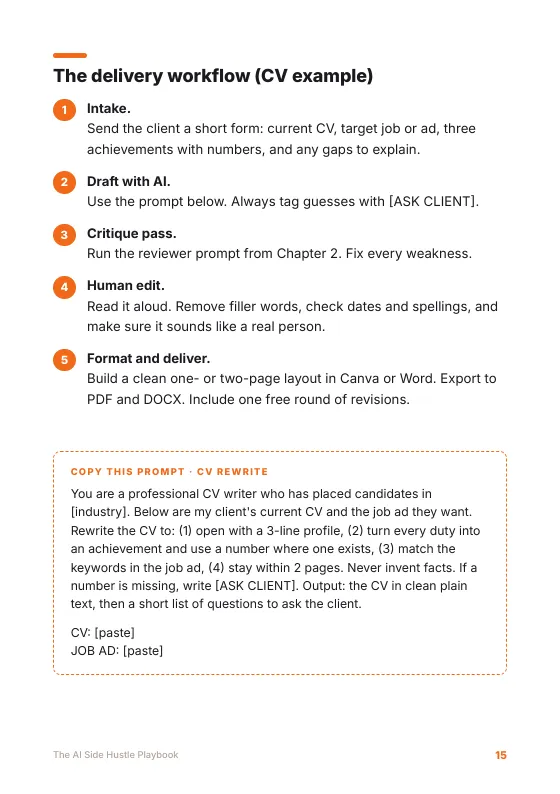 The delivery workflow (CV example)
1 Intake.
Send the client a short form: current CV, target job or ad, three
achievements with numbers, and any gaps to explain.
2 Draft with AI.
Use the prompt below. Always tag guesses with [ASK CLIENT].
3 Critique pass.
Run the reviewer prompt from Chapter 2. Fix every weakness.
4 Human edit.
Read it aloud. Remove filler words, check dates and spellings, and
make sure it sounds like a real person.
5 Format and deliver.
Build a clean one- or two-page layout in Canva or Word. Export to
PDF and DOCX. Include one free round of revisions.
COPY THIS PROMPT · CV REWRITE
You are a professional CV writer who has placed candidates in
[industry]. Below are my client's current CV and the job ad they want.
Rewrite the CV to: (1) open with a 3-line profile, (2) turn every duty into
an achievement and use a number where one exists, (3) match the
keywords in the job ad, (4) stay within 2 pages. Never invent facts. If a
number is missing, write [ASK CLIENT]. Output: the CV in clean plain
text, then a short list of questions to ask the client.
CV: [paste]
JOB AD: [paste]
The AI Side Hustle Playbook
15